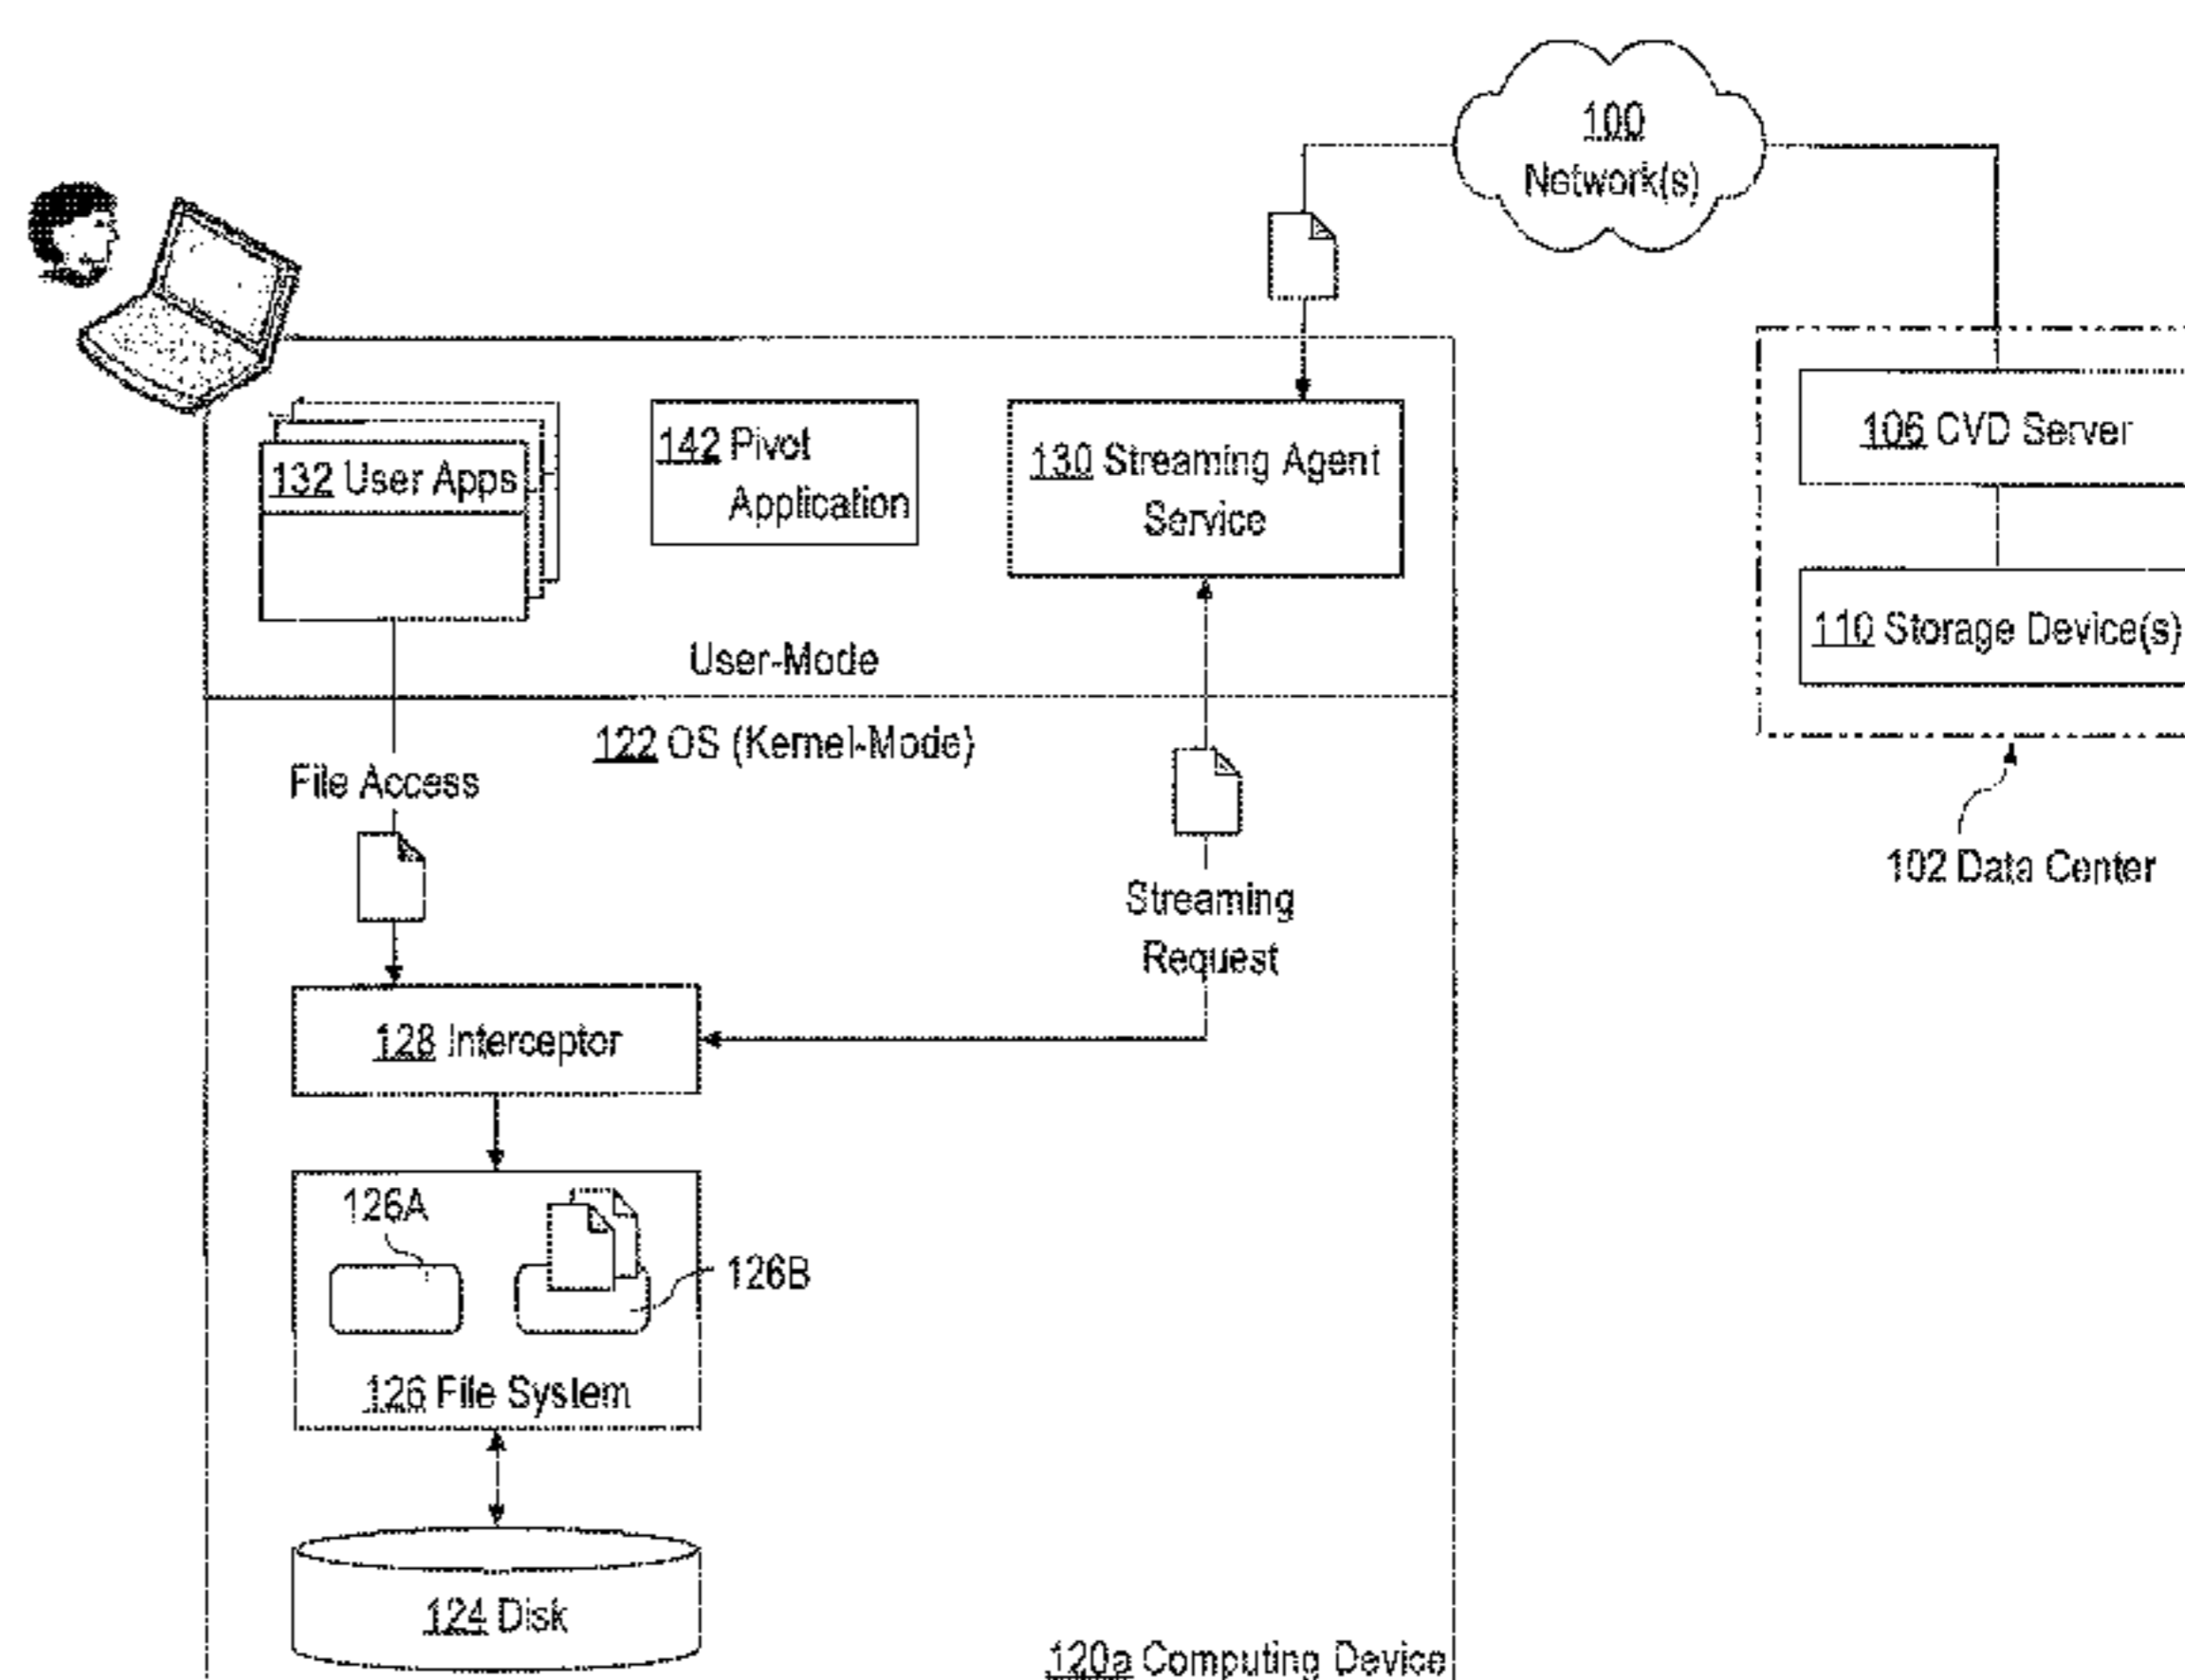 100
Network(s)
132 User Apps
142 Pivot
Application
130 Streaming Agent
Service
106 CVD Server
110 Storage Device(s)
User-Mode
122 OS (Kernel-Mode)
File Access
102 Data Center
Streaming
Request
128 Interceptor
126A
126B
126 File System
124 Disk
120a Computing Device